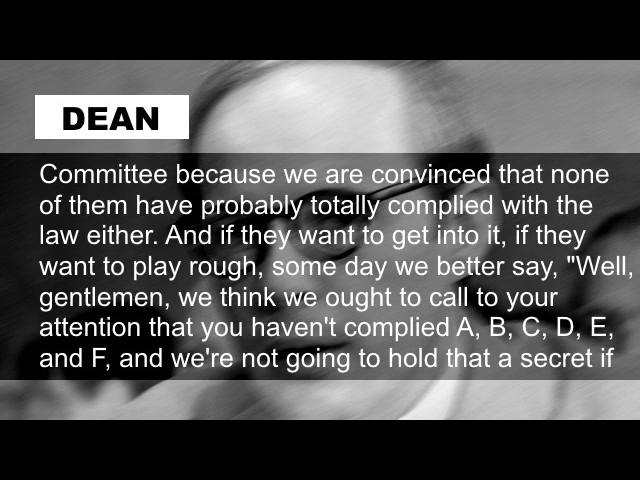 DEAN
Committee because we are convinced that none
of them have probably totally complied with the
law either. And if they want to get into it, if they
want to play rough, some day we better say, "Well,
gentlemen, we think we ought to call to your
attention that you haven't complied A, B, C, D, E,
and F, and we're not going to hold that a secret if